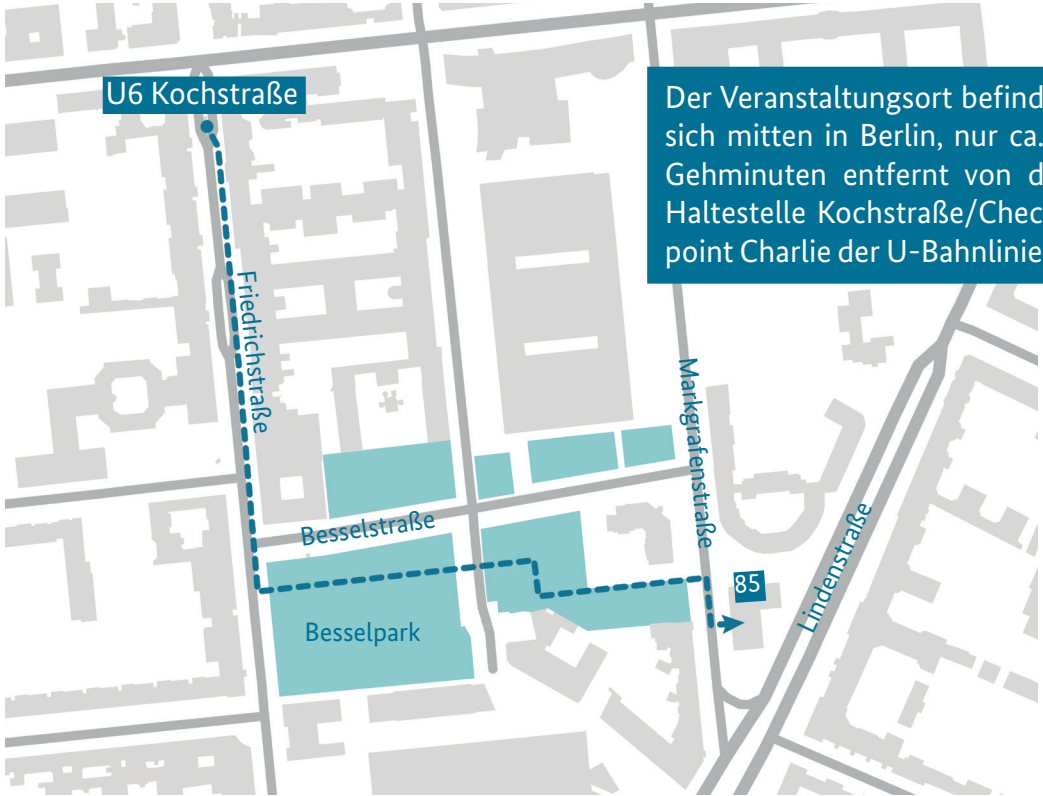 U6 Kochstraße
Der Veranstaltungsort befind
sich mitten in Berlin, nur ca.
Gehminuten entfernt von d
Haltestelle Kochstraße/Chec
point Charlie der U-Bahnlinie
Friedrichstraße
Markgrafenstraße
Besselstraße
Lindenstraße
85
Besselpark